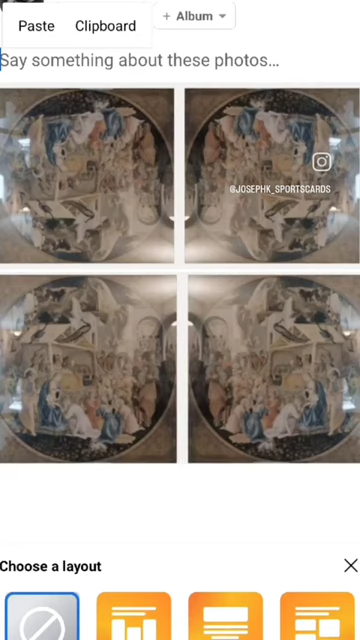 Paste Clipboard
+ Album
Say something about these photos...
@JOSEPHK_SPORTSCARDS
Choose a layout